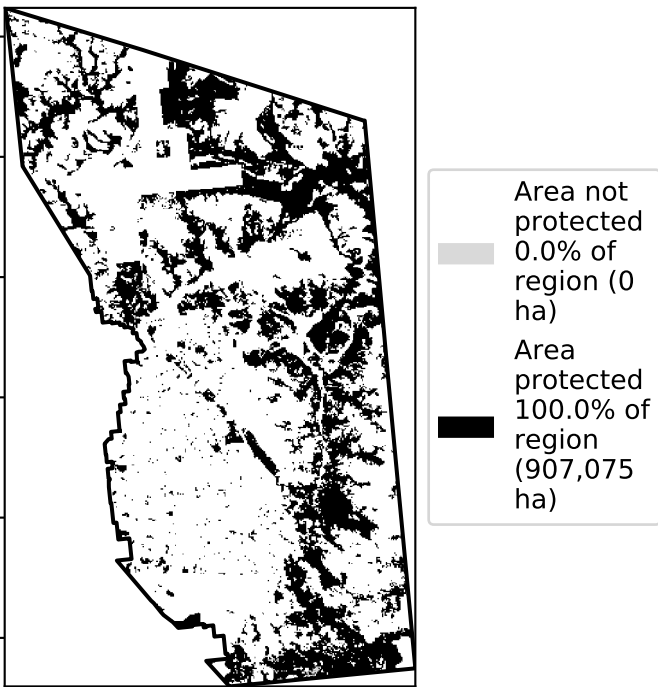 Area not
protected
0.0% of
region (0
ha)
Area
protected
100.0% of
region
(907,075
ha)